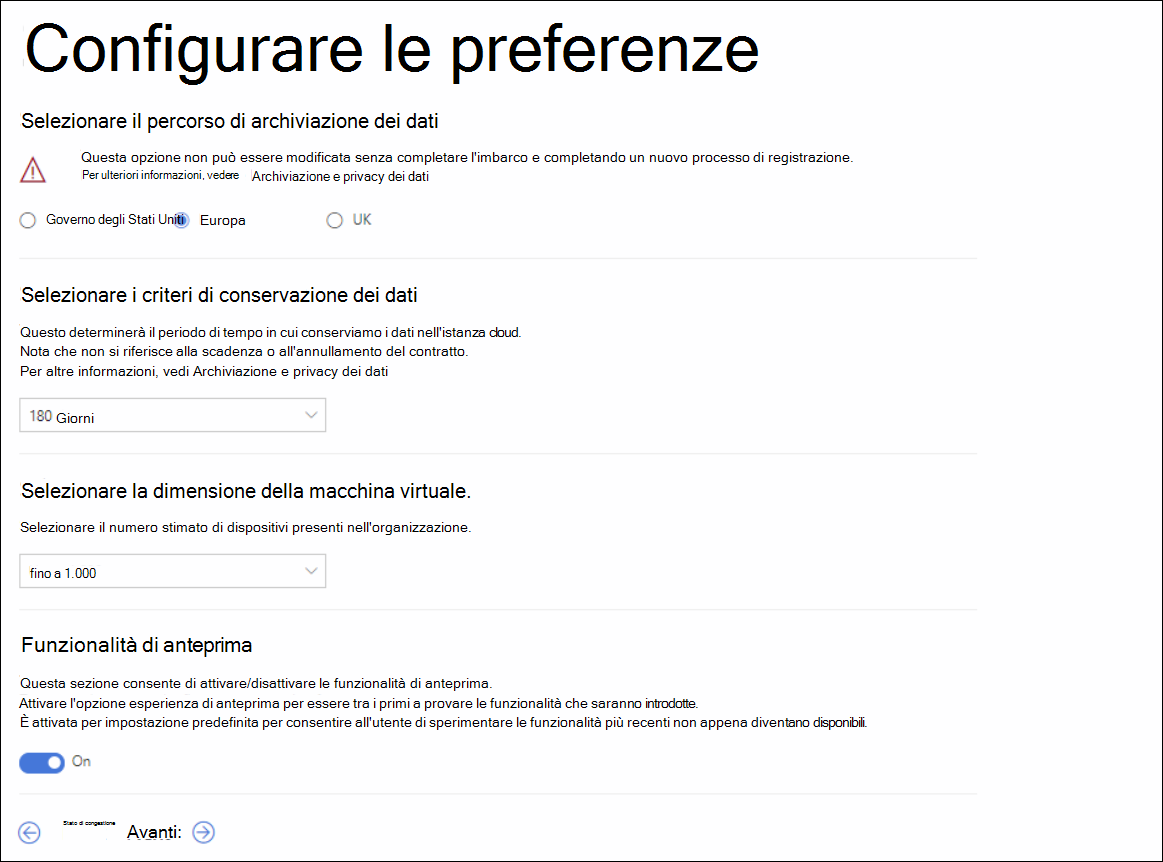 Configurare le preferenze
Selezionare il percorso di archiviazione dei dati
Questa opzione non può essere modificata senza completare l'imbarco e completando un nuovo processo di registrazione.
Per ulteriori informazioni, vedere Archiviazione e privacy dei dati
Governo degli Stati Uniti Europa UK
Selezionare i criteri di conservazione dei dati
Questo determinerà il periodo di tempo in cui conserviamo i dati nell'istanza cloud.
Nota che non si riferisce alla scadenza o all'annullamento del contratto.
Per altre informazioni, vedi Archiviazione e privacy dei dati
180 Giorni
Selezionare la dimensione della macchina virtuale.
Selezionare il numero stimato di dispositivi presenti nell'organizzazione.
fino a 1.000
Funzionalità di anteprima
Questa sezione consente di attivare/disattivare le funzionalità di anteprima.
Attivare l'opzione esperienza di anteprima per essere tra i primi a provare le funzionalità che saranno introdotte.
È attivata per impostazione predefinita per consentire all'utente di sperimentare le funzionalità più recenti non appena diventano disponibili.
On
Stato di congestione Avanti: